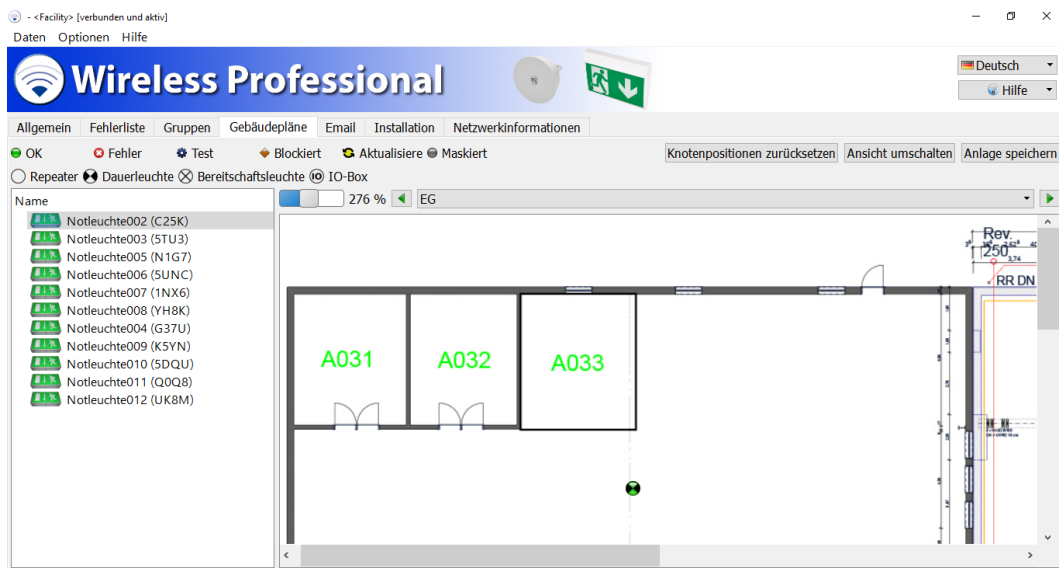 - <Facility> [verbunden und aktiv]
Daten Optionen Hilfe
Wireless Professional
Deutsch
Hilfe
Allgemein Fehlerliste Gruppen Gebäudepläne Email Installation Netzwerkinformationen
OK Fehler Test Blockiert Aktualisiere Maskiert Knotenpositionen zurücksetzen Ansicht umschalten Anlage speichern
Repeater Dauerleuchte Bereitschaftsleuchte IO IO-Box
Name
276 % EG
Notleuchte002 (C25K)
Notleuchte003 (5TU3)
Notleuchte005 (N1G7)
Notleuchte006 (5UNC)
Notleuchte007 (1NX6)
Notleuchte008 (YH8K)
Notleuchte004 (G37U)
Notleuchte009 (K5YN)
Notleuchte010 (5DQU)
Notleuchte011 (Q0Q8)
Notleuchte012 (UK8M)
Rev.
250
3,74
RR DN
A031 A032 A033